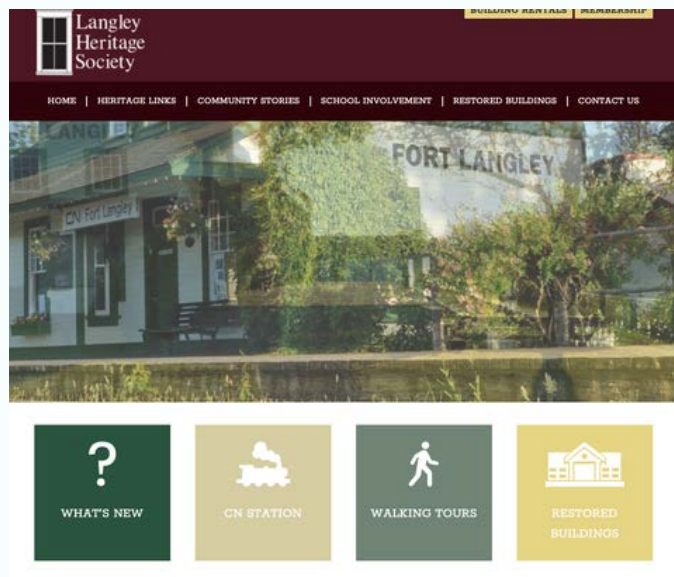 BUILDING RENTALS MEMBERSHIP
Langley
Heritage
Society
HOME | HERITAGE LINKS | COMMUNITY STORIES | SCHOOL INVOLVEMENT | RESTORED BUILDINGS | CONTACT US
LANGL
FORT LANGLEY
CN Fort Langley
?
WHAT'S NEW
CN STATION
WALKING TOURS
RESTORED
BUILDINGS